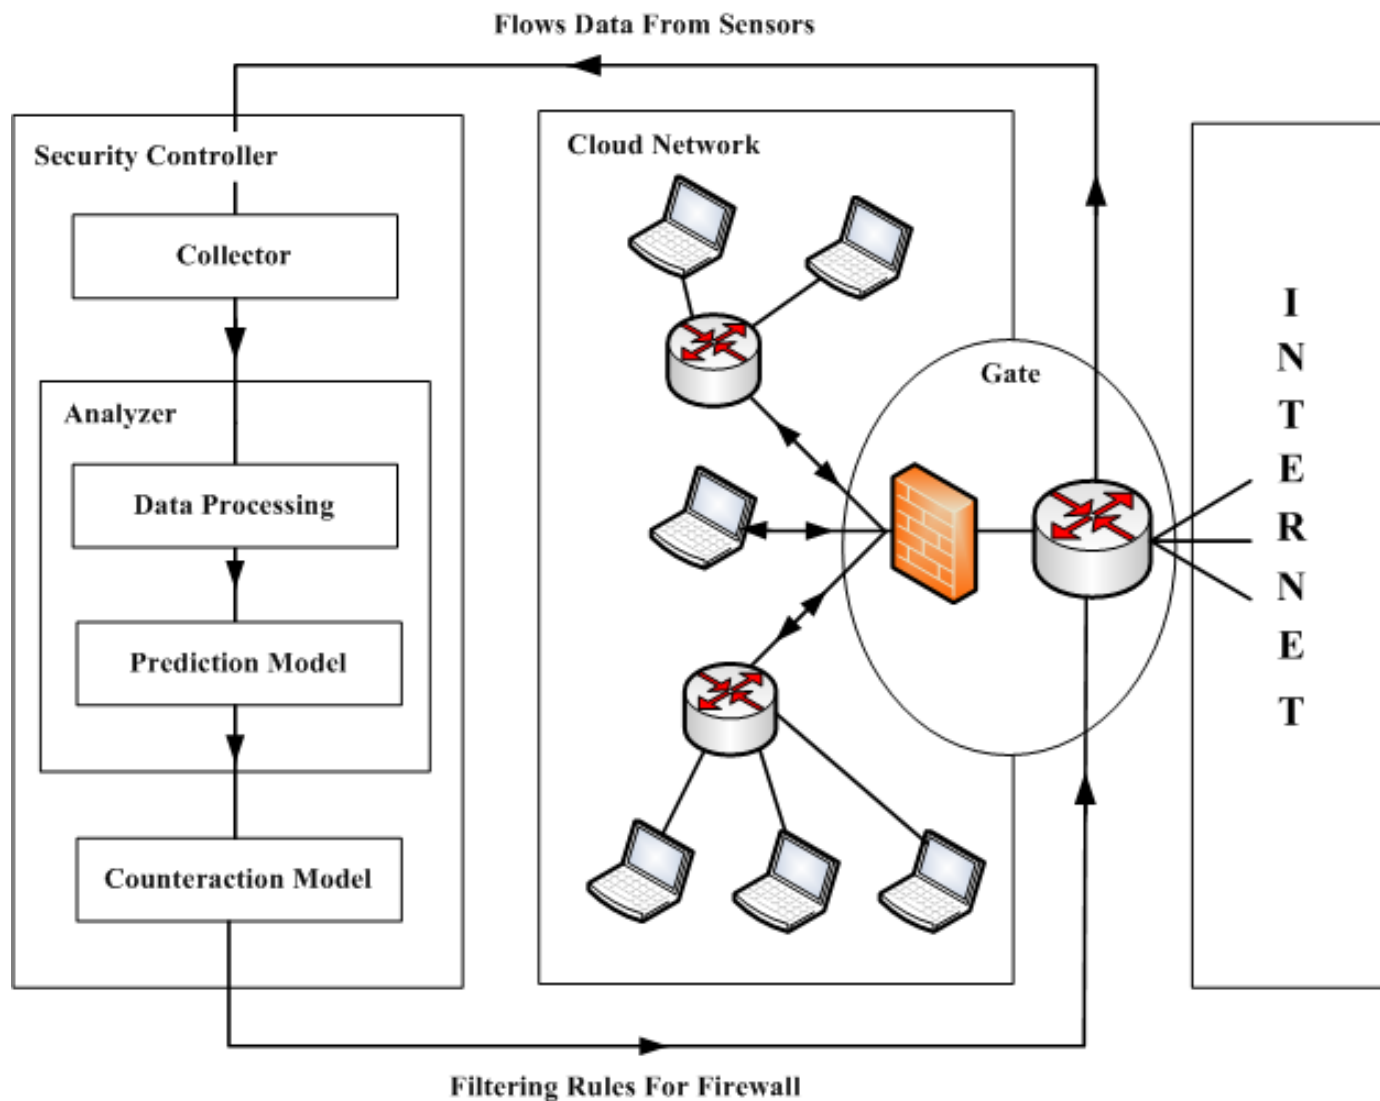 Flows Data From Sensors
Security Controller
Collector
Analyzer
Data Processing
Prediction Model
Counteraction Model
Cloud Network
Gate
INTERNET
Filtering Rules For Firewall